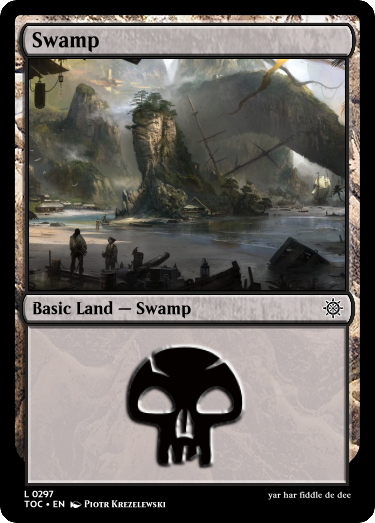 Swamp
Basic Land — Swamp
L 0297
TOC • EN Piotr Krezelewski
yar har fiddle de dee